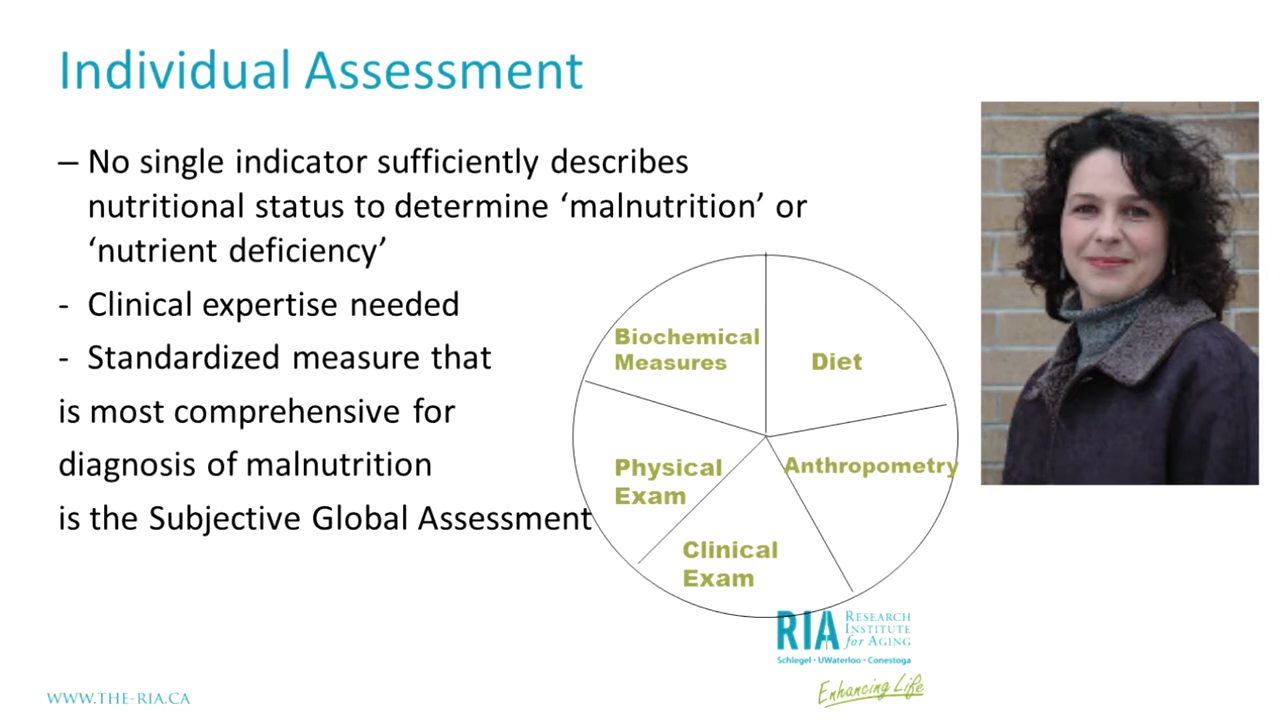 Individual Assessment
– No single indicator sufficiently describes
nutritional status to determine ‘malnutrition’ or
‘nutrient deficiency’
- Clinical expertise needed
- Standardized measure that
is most comprehensive for
diagnosis of malnutrition
is the Subjective Global Assessment
Biochemical
Measures
Diet
Physical
Exam
Anthropometry
Clinical
Exam
RIA
RESEARCH
INSTITUTE
for AGING
Schlegel • UWaterloo • Conestoga
Enhancing Life
WWW.THE-RIA.CA